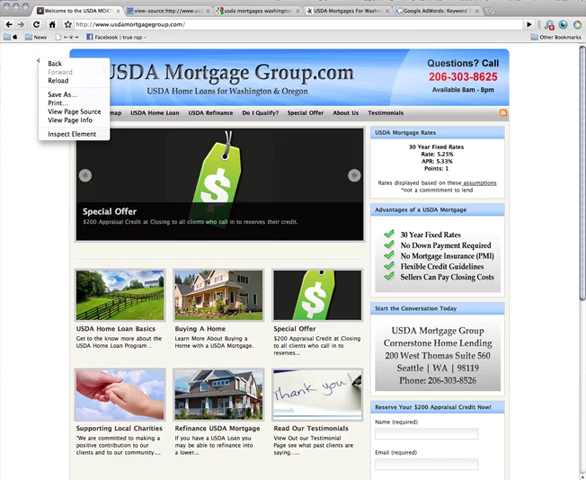 Welcome to the USDA MORT
view-source:http://www.usda
usda mortgages washington
USDA Mortgages For Wash
Google AdWords: Keyword
http://www.usdamortgagegroup.com/
News
Facebook | true rap
Other Bookmarks
Back
Forward
Reload
Save As...
Print...
View Page Source
View Page Info
Inspect Element
USDA Mortgage Group.com
USDA Home Loans for Washington & Oregon
Questions? Call
206-303-8625
Available 8am - 8pm
map USDA Home Loan USDA Refinance Do I Qualify? Special Offer About Us Testimonials
Special Offer
$200 Appraisal Credit at Closing to all clients who call in to reserves their credit.
USDA Mortgage Rates
30 Year Fixed Rates
Rate: 5.25%
APR: 5.33%
Points: 1
Rates displayed based on these assumptions
*not a commitment to lend
Advantages of a USDA Mortgage
30 Year Fixed Rates
No Down Payment Required
No Mortgage Insurance (PMI)
Flexible Credit Guidelines
Sellers Can Pay Closing Costs
USDA Home Loan Basics
Get to the know more about the
USDA Home Loan Program...
Buying A Home
Learn More About Buying a
Home with a USDA Mortgage.
Special Offer
$200 Appraisal Credit at Closing to
all clients who call in to
reserves...
Start the Conversation Today
USDA Mortgage Group
Cornerstone Home Lending
200 West Thomas Suite 560
Seattle | WA | 98119
Phone: 206-303-8526
thank you!
Supporting Local Charities
"We are committed to making a
positive contribution to our
clients and to our community....
Refinance USDA Mortgage
If you have a USDA Loan you
may be able to refinance into
a lower...
Read Our Testimonials
View Out our Testimonial
Page see what past clients
are saying.....
Reserve Your $200 Appraisal Credit Now!
Name (required)
Email (required)